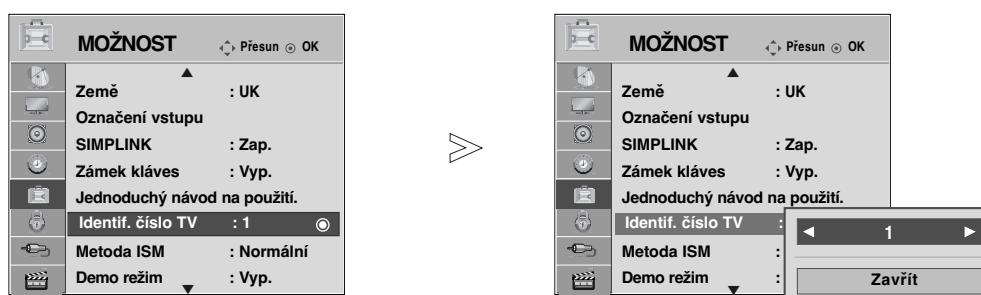 MOŽNOST Přesun OK
Země : UK
Označení vstupu
SIMPLINK : Zap.
Zámek kláves : Vyp.
Jednoduchý návod na použití.
Identif. číslo TV : 1
Metoda ISM : Normální
Demo režim : Vyp.
MOŽNOST Přesun OK
Země : UK
Označení vstupu
SIMPLINK : Zap.
Zámek kláves : Vyp.
Jednoduchý návod na použití.
Identif. číslo TV :
Metoda ISM :
Demo režim :
1
Zavřít